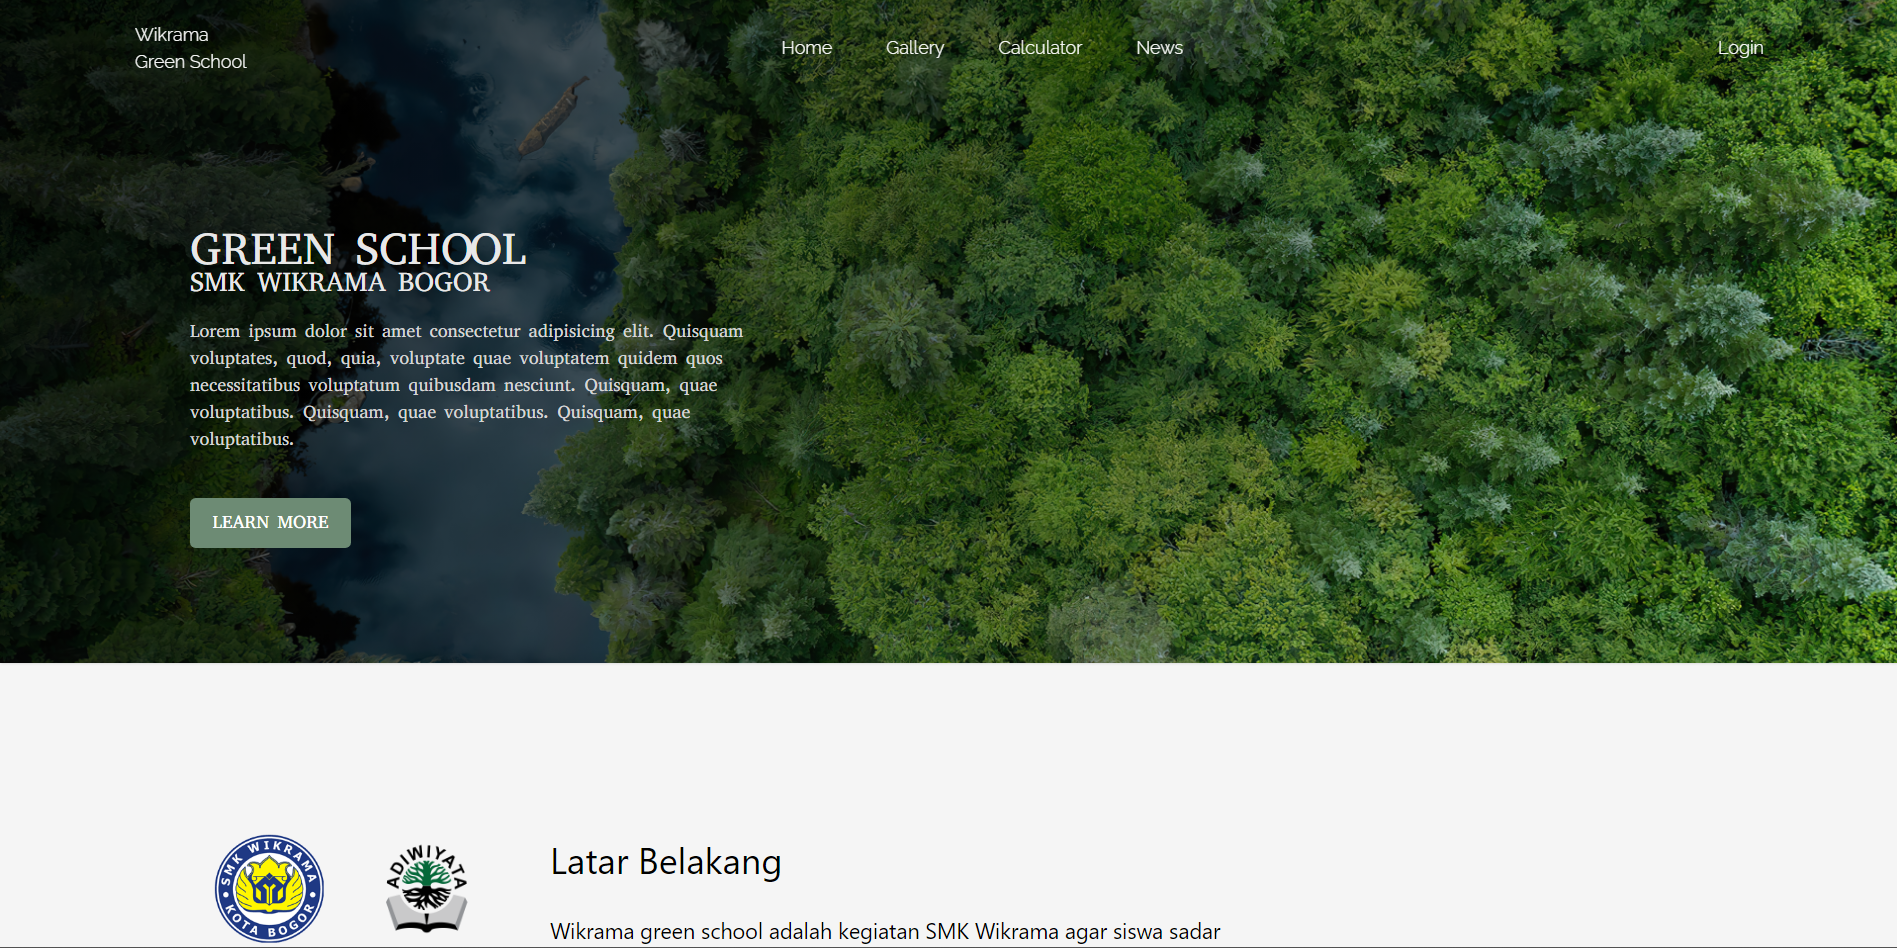 Wikrama
Green School
Home Gallery Calculator News Login
GREEN SCHOOL
SMK WIKRAMA BOGOR
Lorem ipsum dolor sit amet consectetur adipisicing elit. Quisquam
voluptates, quod, quia, voluptate quae voluptatem quidem quos
necessitatibus voluptatum quibusdam nesciunt. Quisquam, quae
voluptatibus. Quisquam, quae voluptatibus. Quisquam, quae
voluptatibus.
LEARN MORE
SMK WIKRAMA
KOTA BOGOR
ADIWIYATA
Latar Belakang
Wikrama green school adalah kegiatan SMK Wikrama agar siswa sadar